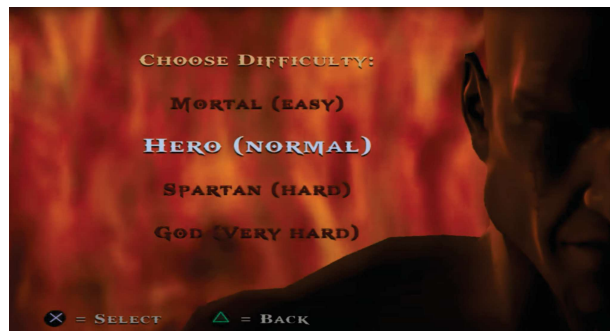 Choose Difficulty:
Mortal (easy)
Hero (normal)
Spartan (hard)
God (Very hard)
= Select = Back